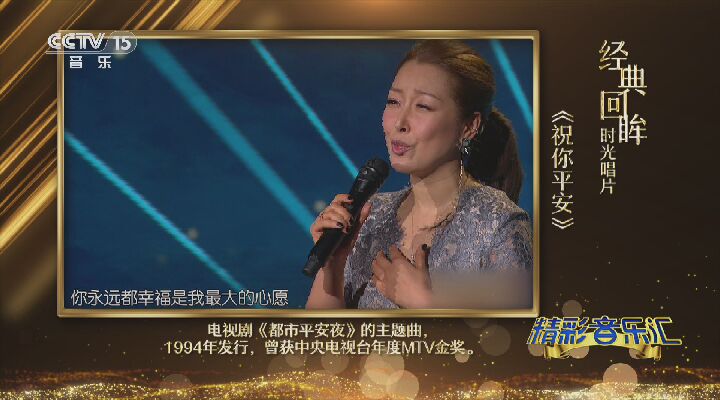 CCTV 15
音乐
经典回眸
时光唱片
《祝你平安》
你永远都幸福是我最大的心愿
电视剧《都市平安夜》的主题曲，
1994年发行，曾获中央电视台年度MTV金奖。
精彩音乐汇